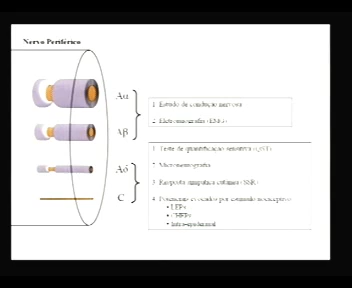 Nervo Periférico
Aα
Aβ
Aδ
C
1. Estudo de condução nervosa
2. Eletromiografia (EMG)
1. Teste de quantificação sensitiva (QST)
2. Microneurografia
3. Resposta simpática cutânea (SSR)
4. Potenciais evocados por estímulo nociceptivo
• LEPs
• CHEPs
• Intra-epidermal